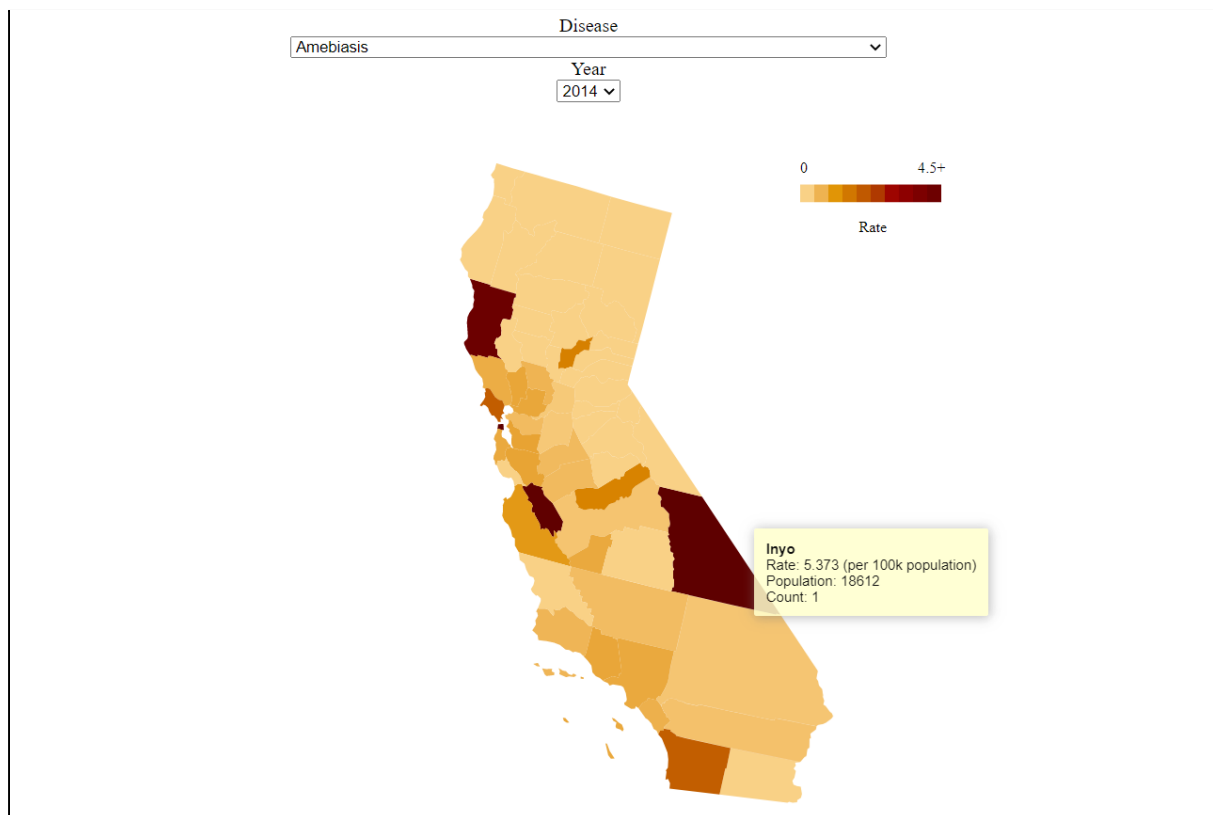 Disease
Amebiasis
Year
2014
0 4.5+
Rate
Inyo
Rate: 5.373 (per 100k population)
Population: 18612
Count: 1